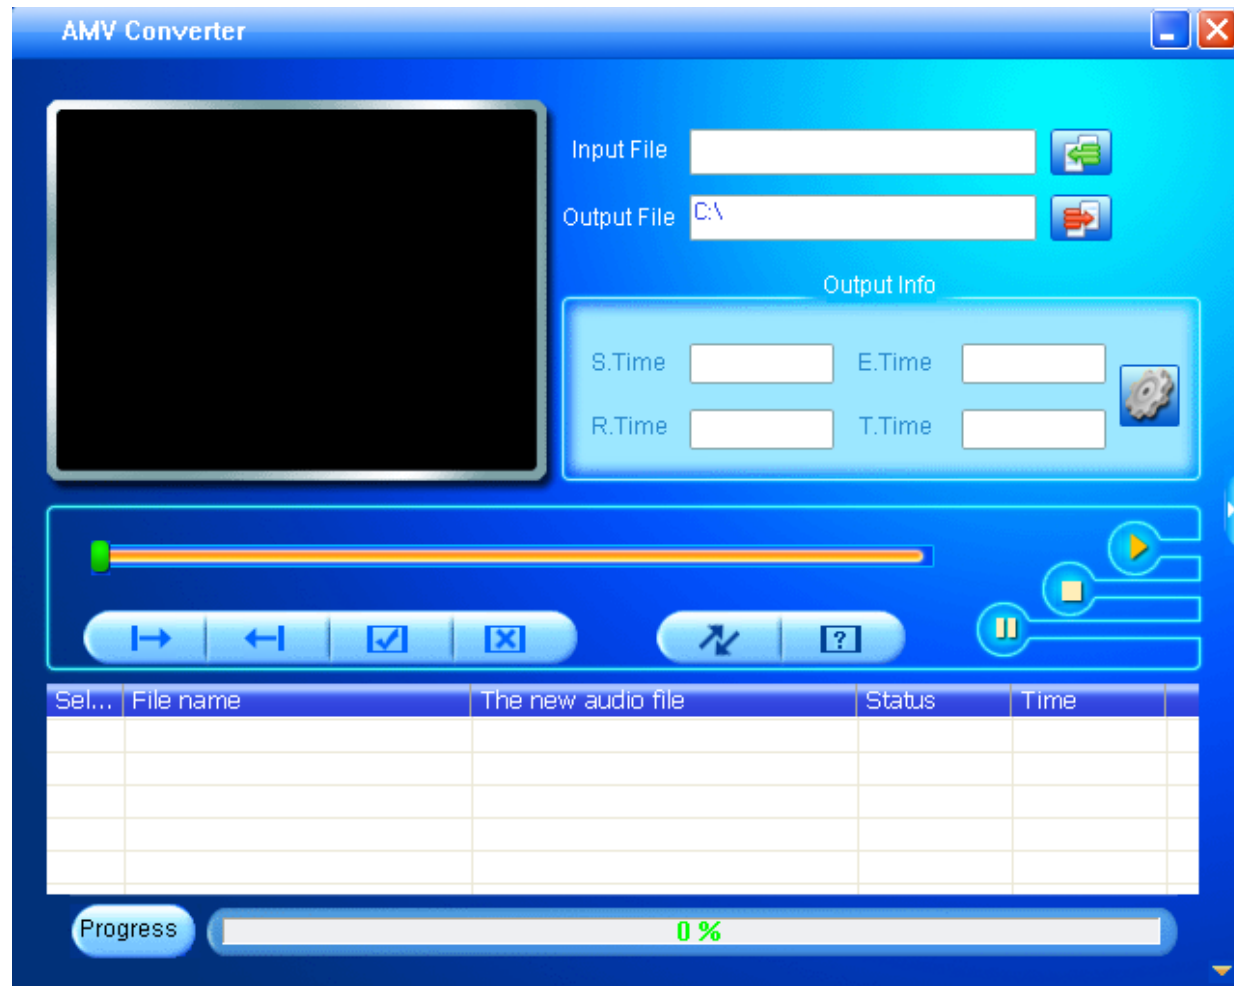 AMV Converter
Input File
Output File C:\
Output Info
S.Time E.Time
R.Time T.Time
?
Sel... File name The new audio file Status Time
Progress 0 %